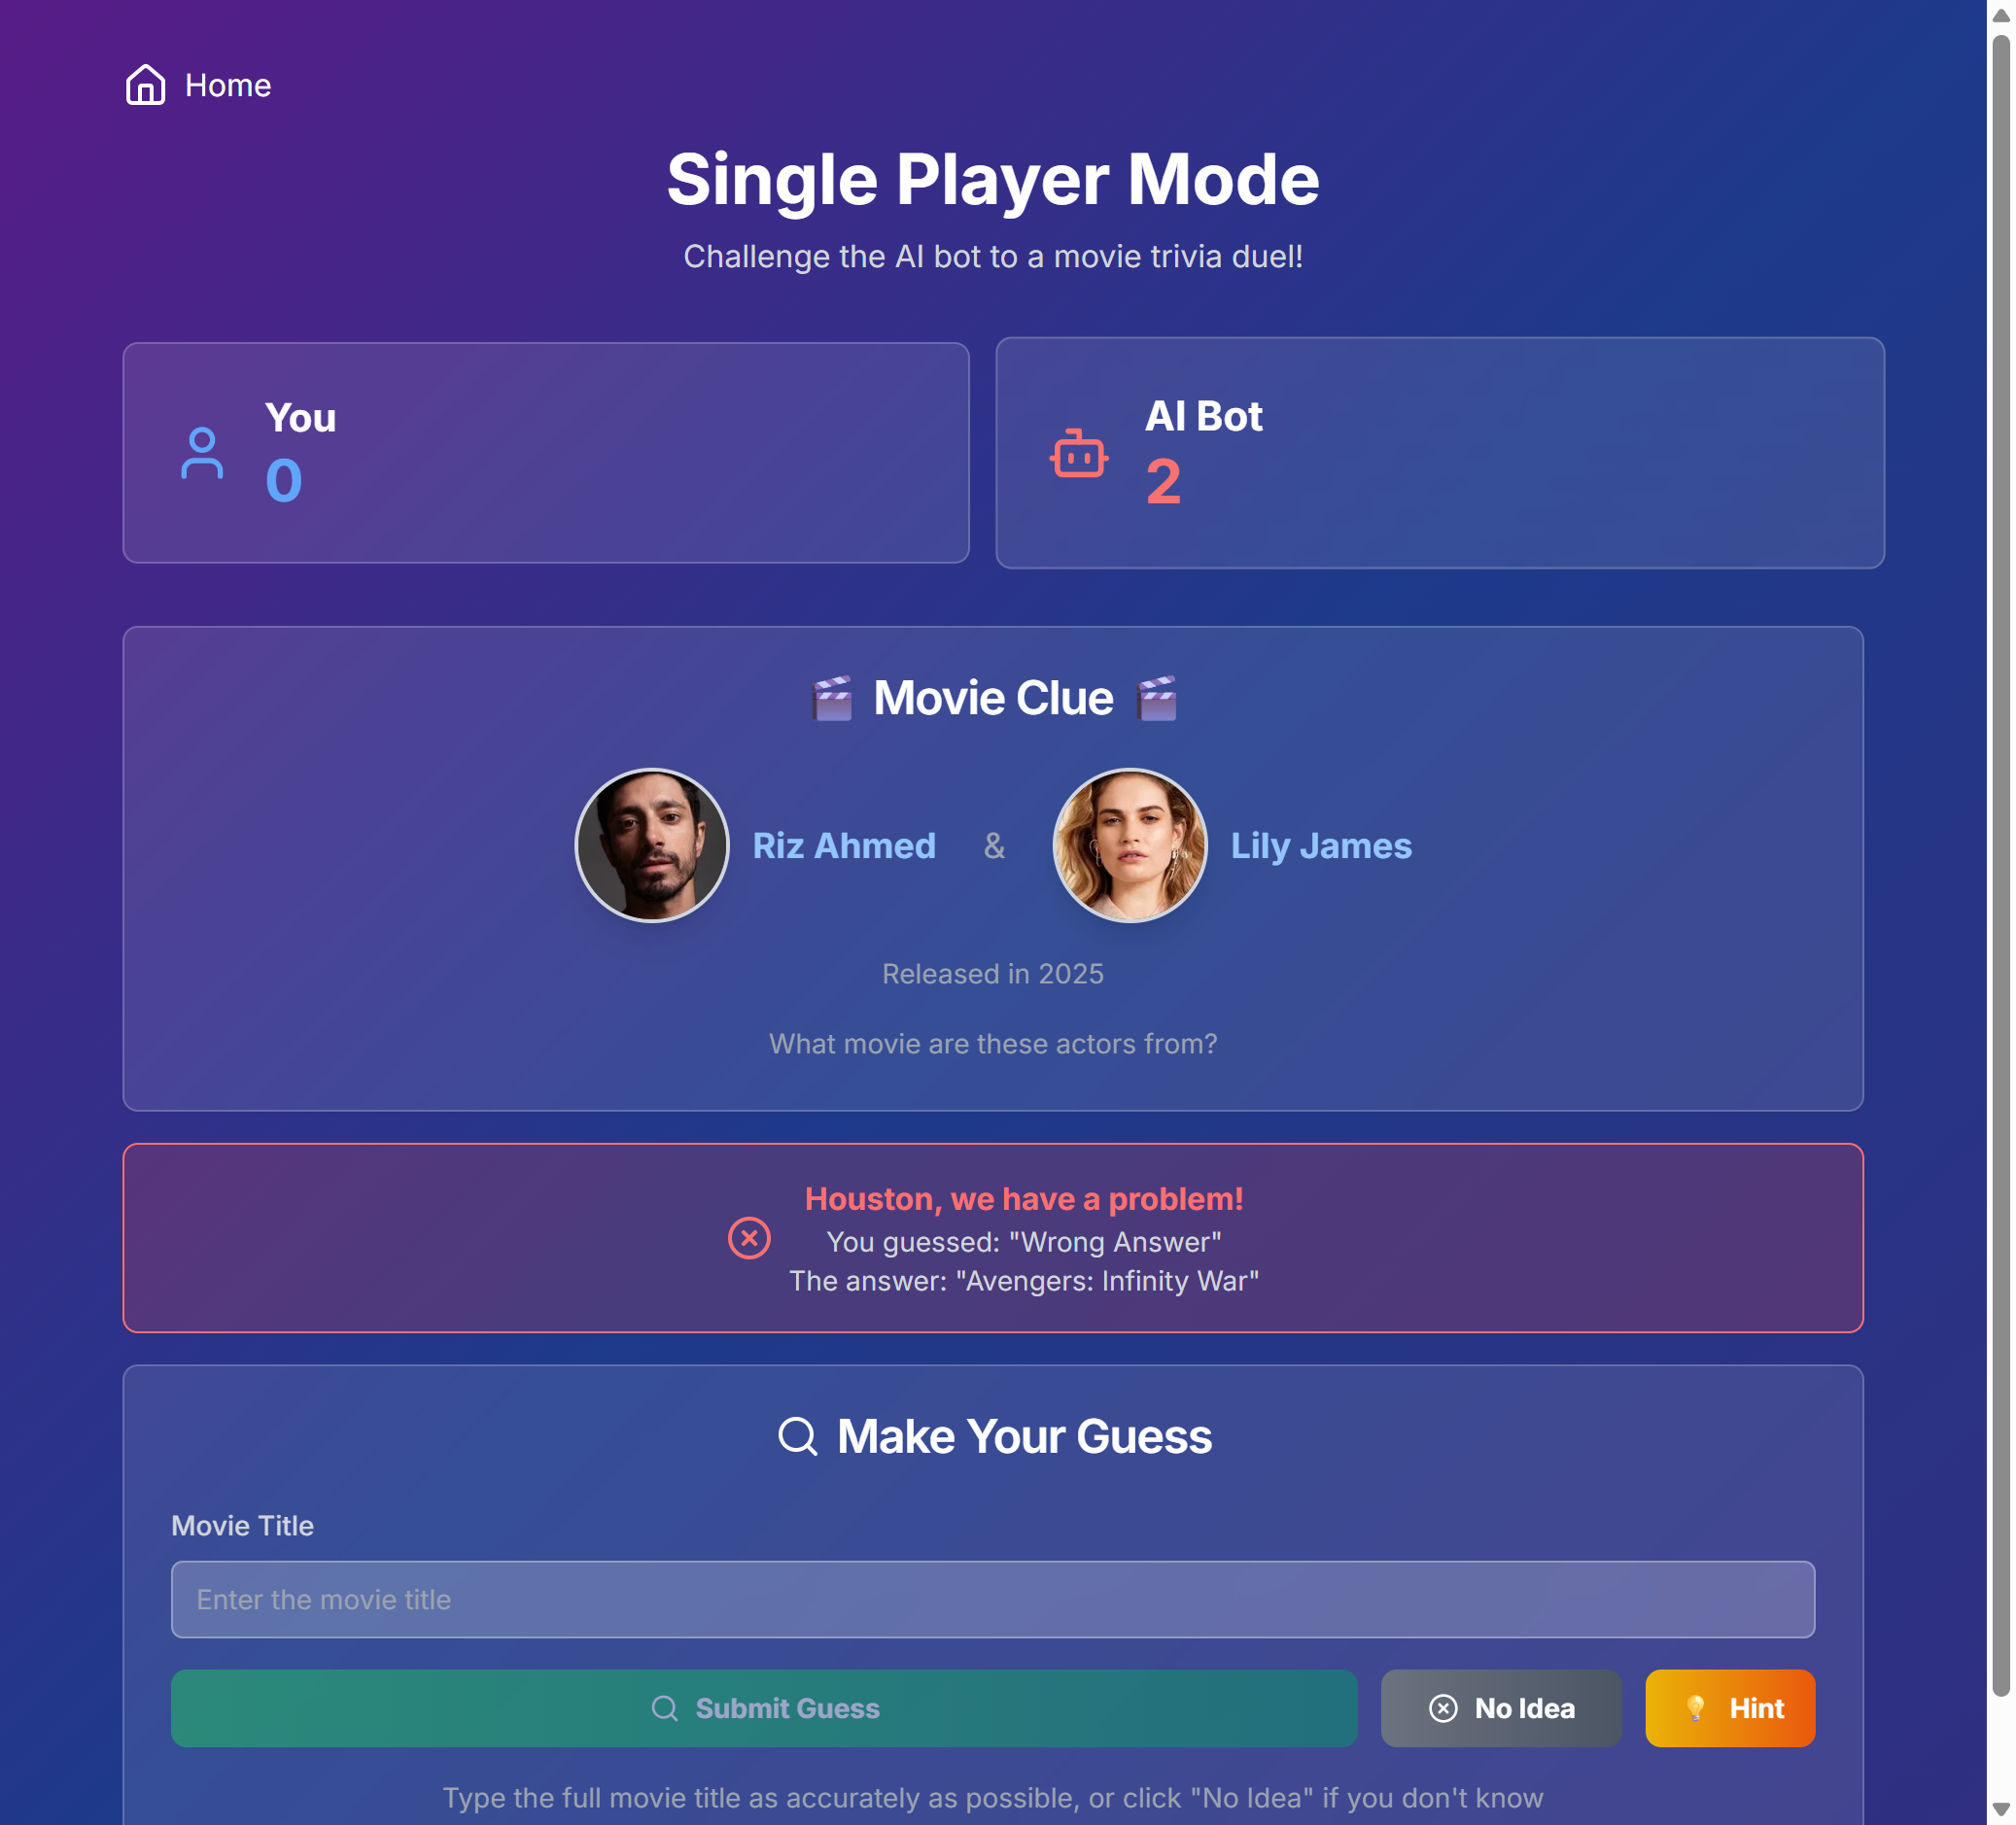 Home
Single Player Mode
Challenge the AI bot to a movie trivia duel!
You
0
AI Bot
2
Movie Clue
Riz Ahmed & Lily James
Released in 2025
What movie are these actors from?
Houston, we have a problem!
You guessed: "Wrong Answer"
The answer: "Avengers: Infinity War"
Make Your Guess
Movie Title
Enter the movie title
Submit Guess
No Idea
Hint
Type the full movie title as accurately as possible, or click "No Idea" if you don't know